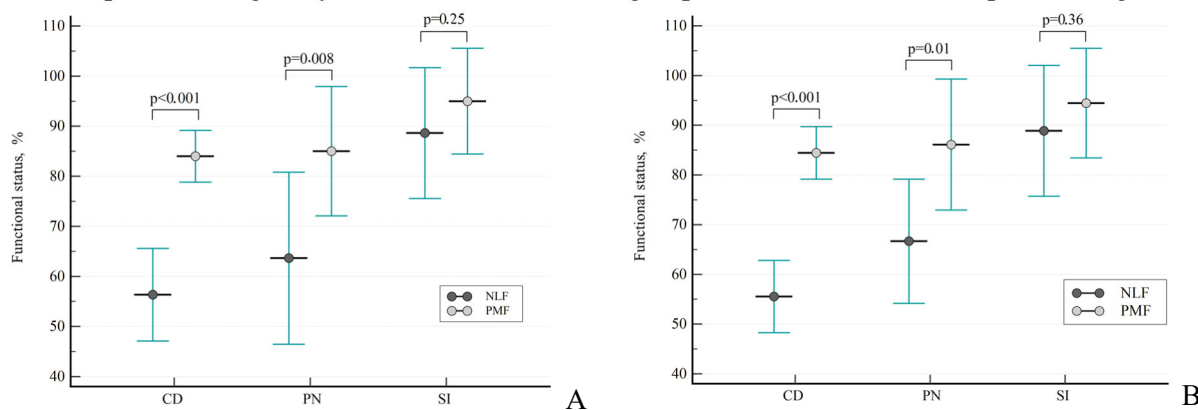 110
100
90
80
70
60
50
40
Functional status, %
p<0.001
p=0.008
p=0.25
NLF
PMF
CD
PN
SI
A
110
100
90
80
70
60
50
40
Functional status, %
p<0.001
p=0.01
p=0.36
NLF
PMF
CD
PN
SI
B